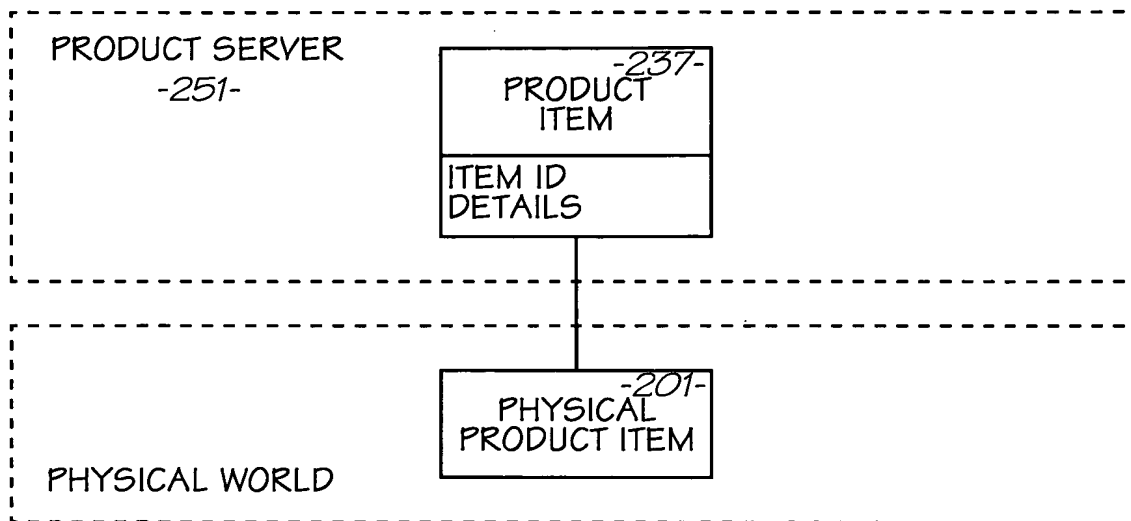 PRODUCT SERVER
-251-
-237-
PRODUCT
ITEM
ITEM ID
DETAILS
-201-
PHYSICAL
PRODUCT ITEM
PHYSICAL WORLD